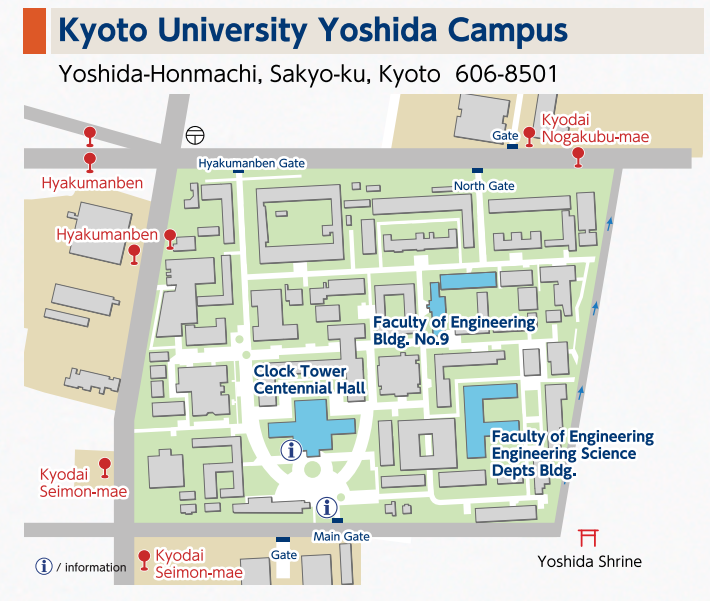 Kyoto University Yoshida Campus
Yoshida-Honmachi, Sakyo-ku, Kyoto 606-8501
Kyodai
Nogakubu-mae
Gate
Hyakumanben
Hyakumanben Gate
North Gate
Hyakumanben
Faculty of Engineering
Bldg. No.9
Clock Tower
Centennial Hall
i
Faculty of Engineering
Engineering Science
Depts Bldg.
Kyodai
Seimon-mae
i
Main Gate
Gate
Kyodai
Seimon-mae
i / information
Yoshida Shrine